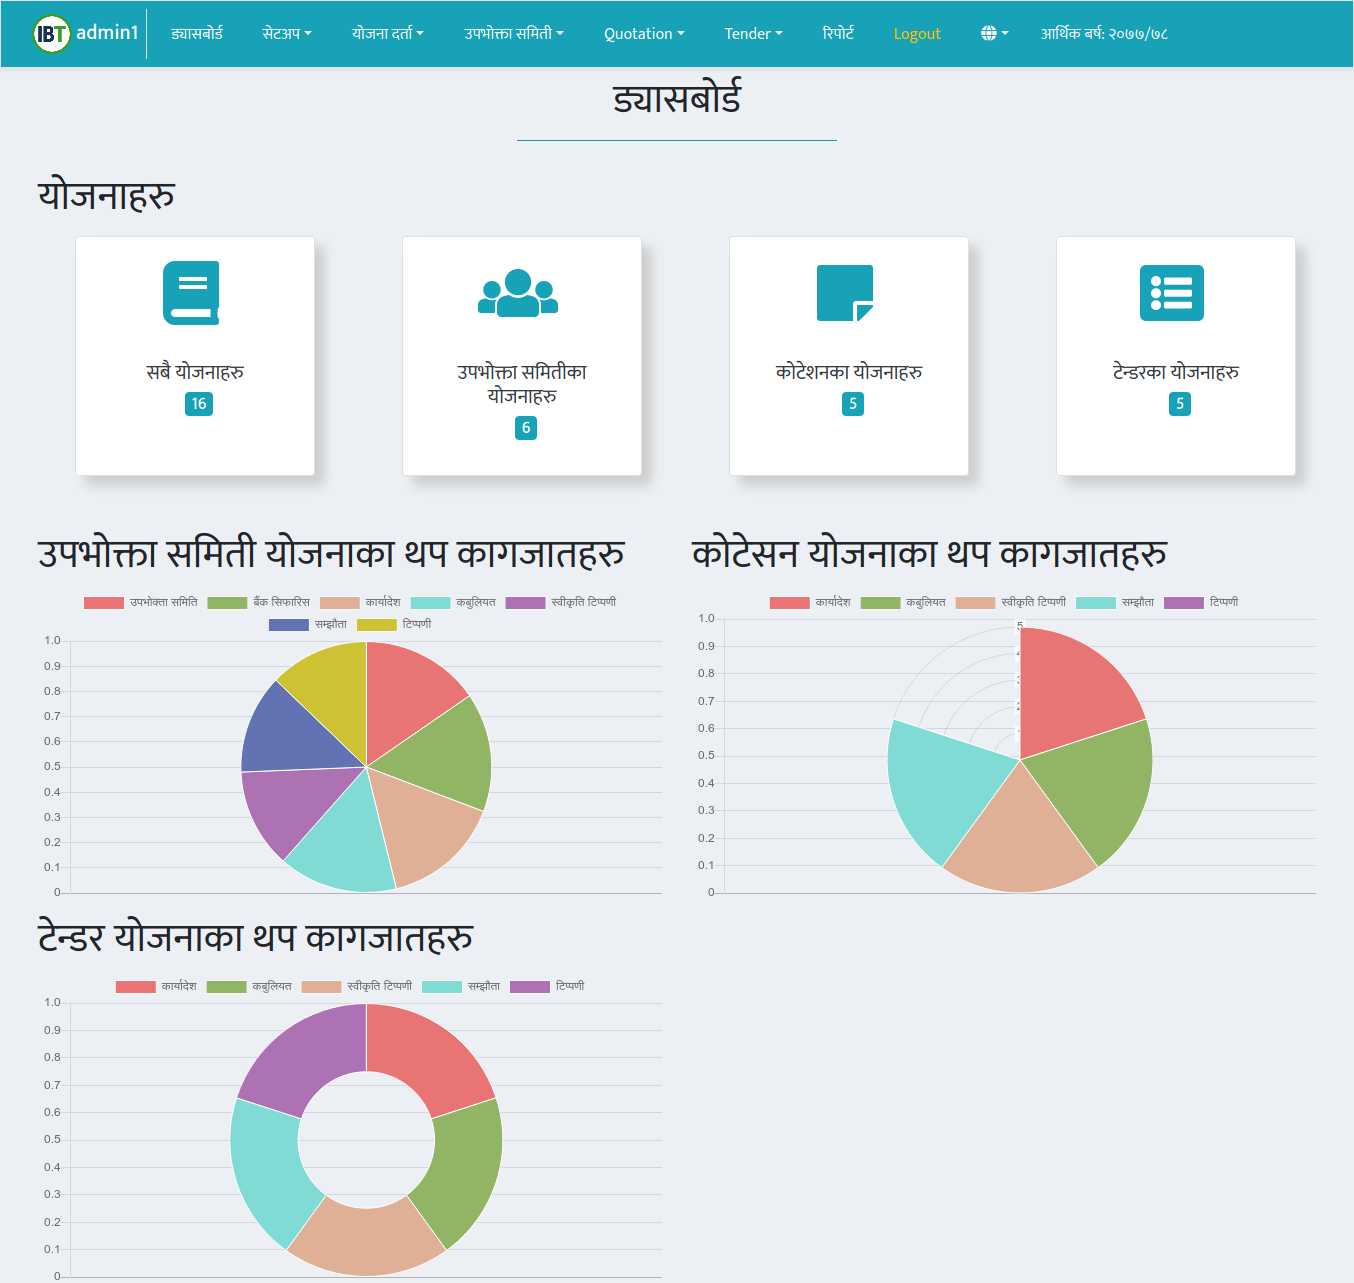 IBT admin1 ड्यासबोर्ड सेटअप योजना दर्ता उपभोक्ता समिती Quotation Tender रिपोर्ट Logout आर्थिक बर्ष: २०७७/७८
ड्यासबोर्ड
योजनाहरु
सबै योजनाहरु
16
उपभोक्ता समितीका
योजनाहरु
6
कोटेशनका योजनाहरु
5
टेन्डरका योजनाहरु
5
उपभोक्ता समिती योजनाका थप कागजातहरु
उपभोक्ता समिति बैंक सिफारिस कार्यादेश कबुलियत स्वीकृति टिप्पणी
सम्झौता टिप्पणी
1.0
0.9
0.8
0.7
0.6
0.5
0.4
0.3
0.2
0.1
0
कोटेसन योजनाका थप कागजातहरु
कार्यादेश कबुलियत स्वीकृति टिप्पणी सम्झौता टिप्पणी
1.0
0.9
0.8
0.7
0.6
0.5
0.4
0.3
0.2
0.1
0
5
4
3
2
टेन्डर योजनाका थप कागजातहरु
कार्यादेश कबुलियत स्वीकृति टिप्पणी सम्झौता टिप्पणी
1.0
0.9
0.8
0.7
0.6
0.5
0.4
0.3
0.2
0.1
0